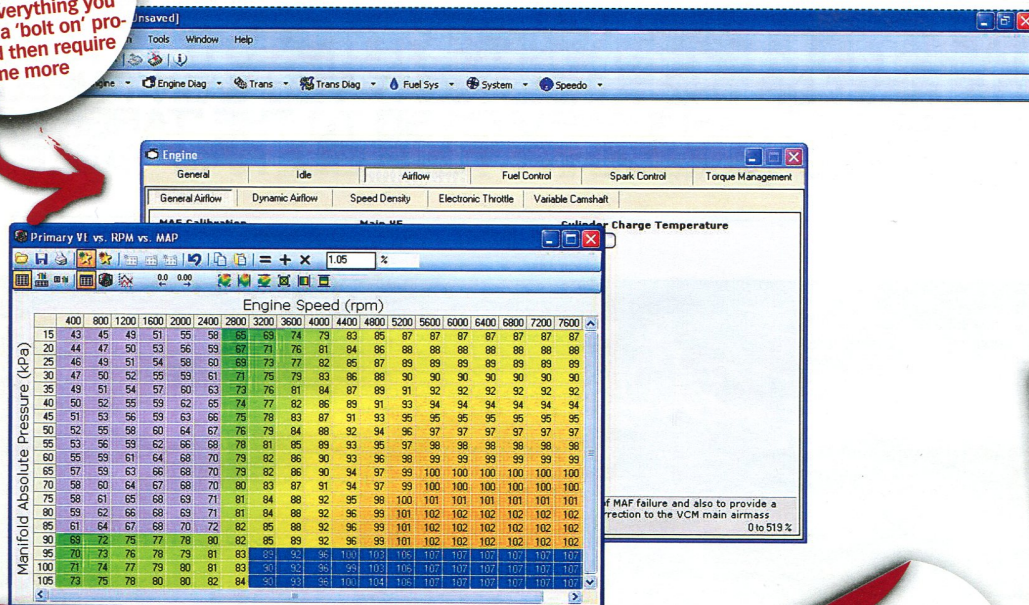 verything you
a 'bolt on' pro-
then require
me more
Unsaved]
Tools Window Help
Engine Diag Trans Trans Diag Fuel Sys System Speedo
Engine
General Idle Airflow Fuel Control Spark Control Torque Management
General Airflow Dynamic Airflow Speed Density Electronic Throttle Variable Camshaft
MAF Calibration Main VE Cylinder Charge Temperature
Primary VE vs. RPM vs. MAP
= + × 1.05 %
0.0 0.00
Engine Speed (rpm)
400 800 1200 1600 2000 2400 2800 3200 3600 4000 4400 4800 5200 5600 6000 6400 6800 7200 7600
Manifold Absolute Pressure (kPa)
15 43 45 49 51 55 58 65 69 74 79 83 85 87 87 87 87 87 87 87
20 44 47 50 53 56 59 67 71 76 81 84 86 88 88 88 88 88 88 88
25 46 49 51 54 58 60 69 73 77 82 85 87 89 89 89 89 89 89 89
30 47 50 52 55 59 61 71 75 79 83 86 88 90 90 90 90 90 90 90
35 49 51 54 57 60 63 73 76 81 84 87 89 91 92 92 92 92 92 92
40 50 52 55 59 62 65 74 77 82 86 89 91 93 94 94 94 94 94 94
45 51 53 56 59 63 66 75 78 83 87 91 93 95 95 95 95 95 95 95
50 52 55 58 60 64 67 76 79 84 88 92 94 96 97 97 97 97 97 97
55 53 56 59 62 66 68 78 81 85 89 93 95 97 98 98 98 98 98 98
60 55 59 61 64 68 70 79 82 86 90 93 96 98 99 99 99 99 99 99
65 57 59 63 66 68 70 79 82 86 90 94 97 99 100 100 100 100 100 100
70 58 60 64 67 68 70 80 83 87 91 94 97 99 100 100 100 100 100 100
75 58 61 65 68 69 71 81 84 88 92 95 98 100 101 101 101 101 101 101
80 59 62 66 68 69 71 81 84 88 92 96 99 101 102 102 102 102 102 102
85 61 64 67 68 70 72 82 85 88 92 96 99 101 102 102 102 102 102 102
90 69 72 75 77 78 80 82 85 89 92 96 99 101 102 102 102 102 102 102
95 70 73 76 78 79 81 83 89 92 96 100 103 106 107 107 107 107 107 107
100 71 74 77 79 80 81 83 90 92 96 99 103 106 107 107 107 107 107 107
105 73 75 78 80 80 82 84 90 93 96 100 104 106 107 107 107 107 107 107
of MAF failure and also to provide a
rrection to the VCM main airmass
0 to 519 %